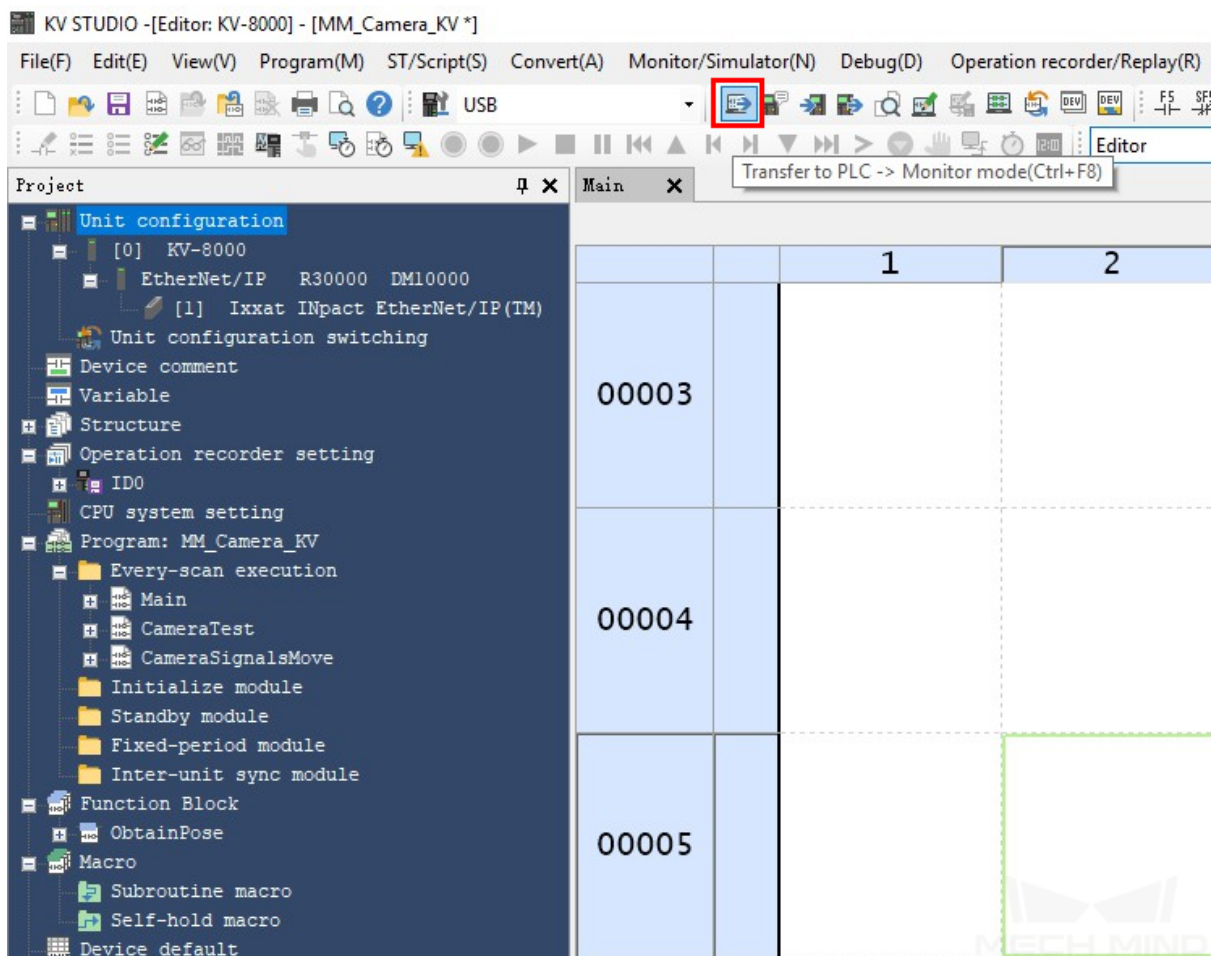 KV STUDIO -[Editor: KV-8000] - [MM_Camera_KV *]
File(F) Edit(E) View(V) Program(M) ST/Script(S) Convert(A) Monitor/Simulator(N) Debug(D) Operation recorder/Replay(R)
USB
Editor
Transfer to PLC -> Monitor mode(Ctrl+F8)
Project
Main
Unit configuration
[0] KV-8000
EtherNet/IP R30000 DM10000
[1] Ixxat INpact EtherNet/IP(TM)
Unit configuration switching
Device comment
Variable
Structure
Operation recorder setting
ID0
CPU system setting
Program: MM_Camera_KV
Every-scan execution
Main
CameraTest
CameraSignalsMove
Initialize module
Standby module
Fixed-period module
Inter-unit sync module
Function Block
ObtainPose
Macro
Subroutine macro
Self-hold macro
Device default
1 2
00003
00004
00005
MECH MIND